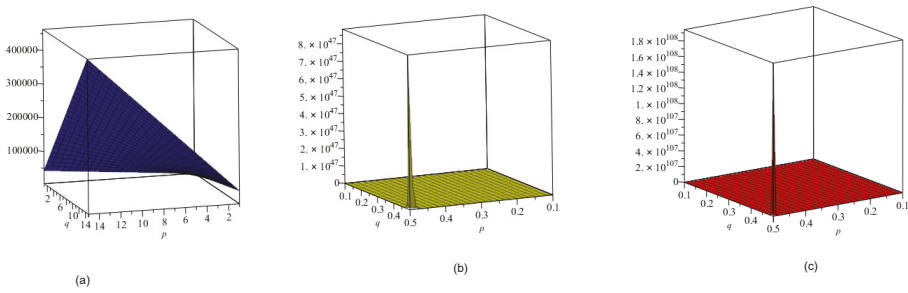 400000
300000
200000
100000
2
6
10
14
q
14
12
10
8
6
4
2
p
(a)
8. × 10^47
7. × 10^47
6. × 10^47
5. × 10^47
4. × 10^47
3. × 10^47
2. × 10^47
1. × 10^47
0
0.1
0.2
0.3
0.4
0.5
q
0.4
0.3
0.2
0.1
p
(b)
1.8 × 10^108
1.6 × 10^108
1.4 × 10^108
1.2 × 10^108
1. × 10^108
8. × 10^107
6. × 10^107
4. × 10^107
2. × 10^107
0
0.1
0.2
0.3
0.4
0.5
q
0.4
0.3
0.2
0.1
p
(c)